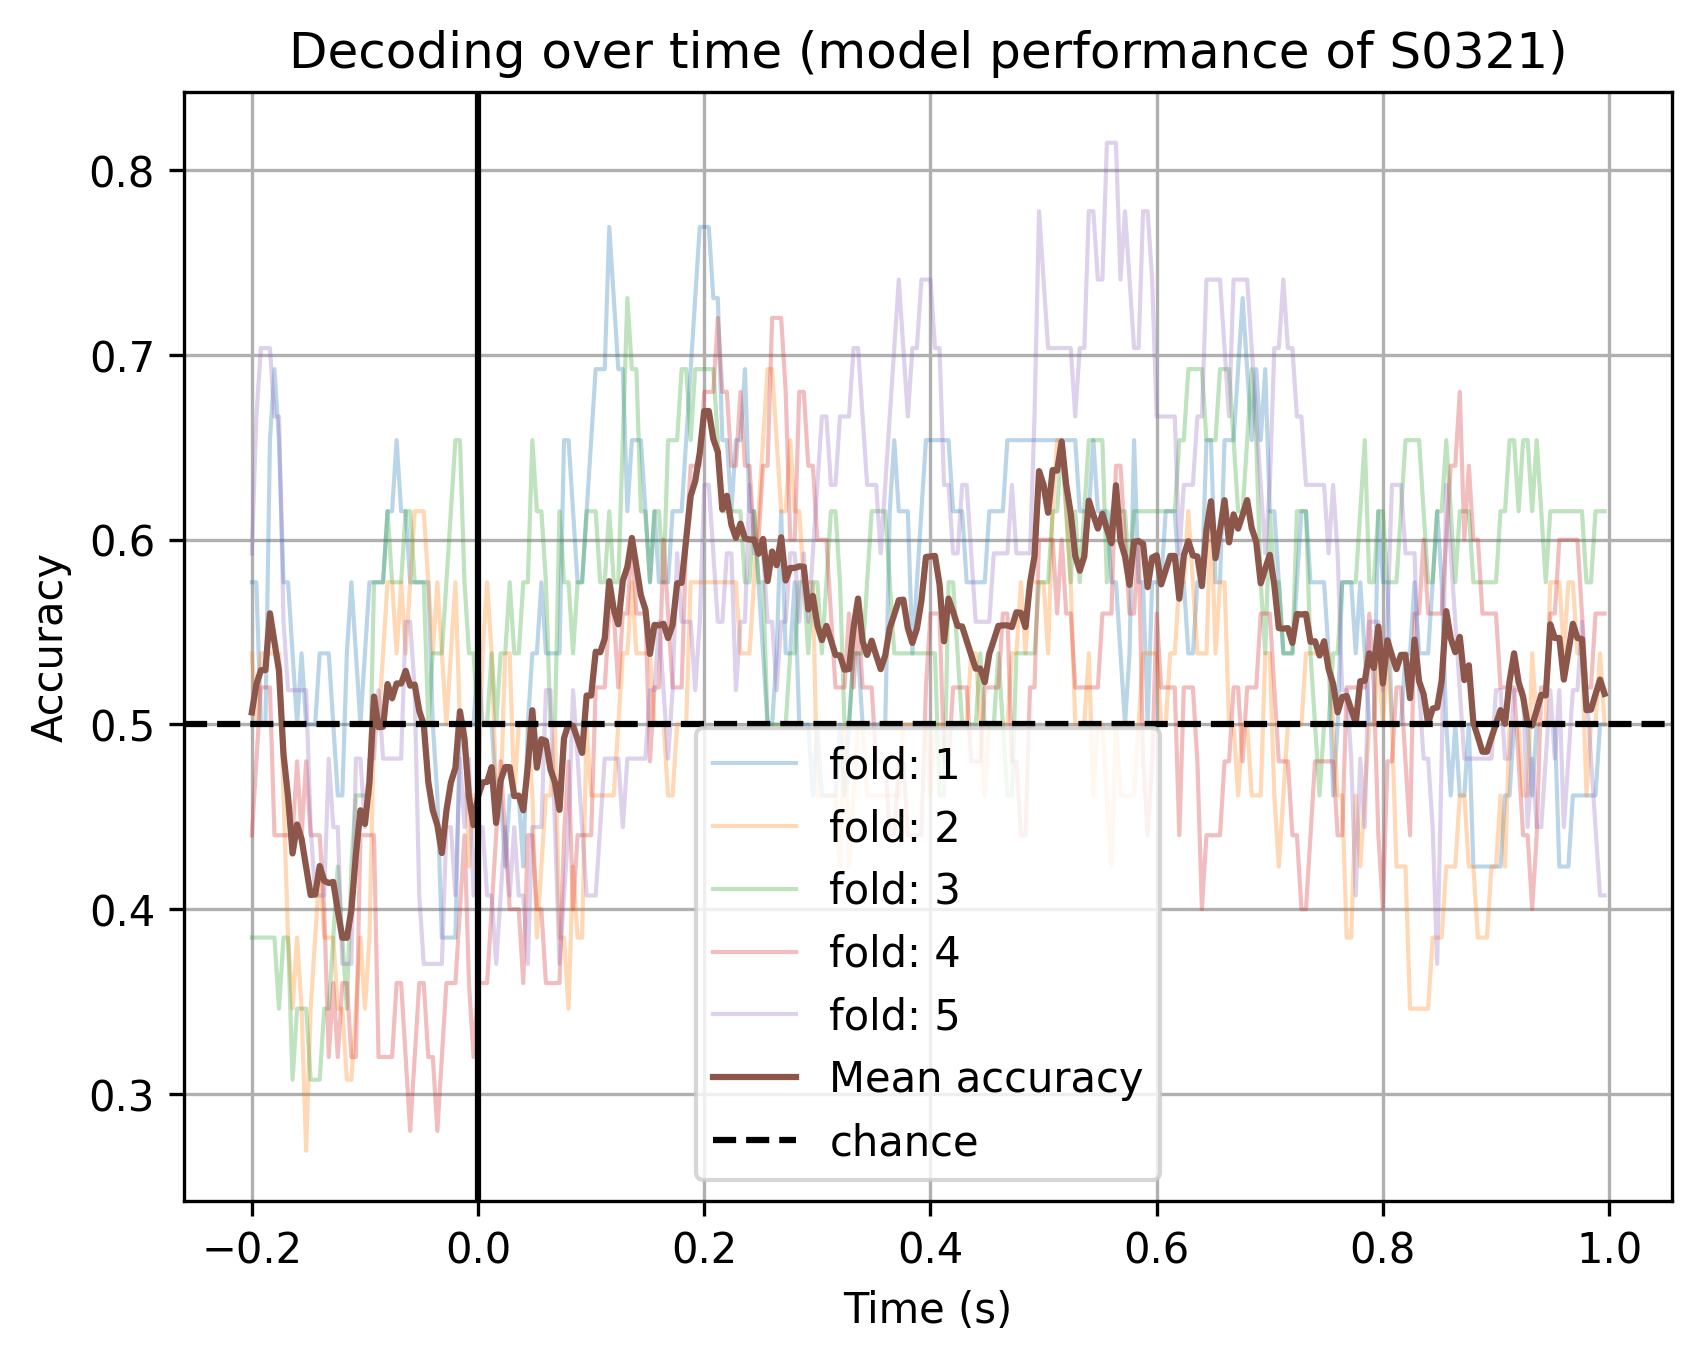 Decoding over time (model performance of S0321)
Accuracy
0.8
0.7
0.6
0.5
0.4
0.3
fold: 1
fold: 2
fold: 3
fold: 4
fold: 5
Mean accuracy
chance
−0.2 0.0 0.2 0.4 0.6 0.8 1.0
Time (s)